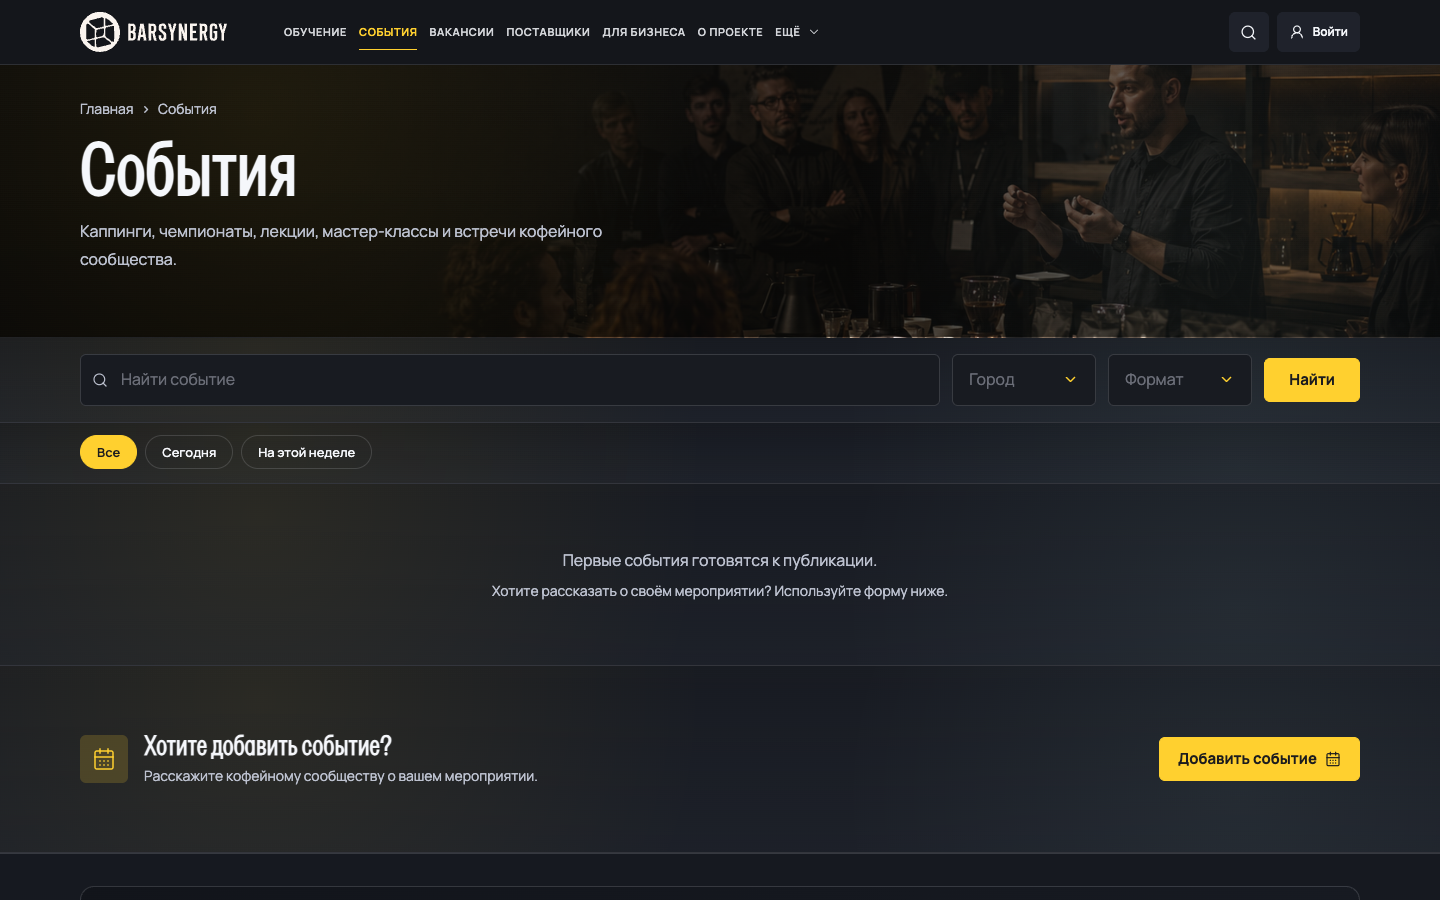 BARSYNERGY
ОБУЧЕНИЕ СОБЫТИЯ ВАКАНСИИ ПОСТАВЩИКИ ДЛЯ БИЗНЕСА О ПРОЕКТЕ ЕЩЁ
Войти
Главная > События
События
Каппинги, чемпионаты, лекции, мастер-классы и встречи кофейного
сообщества.
Найти событие
Город
Формат
Найти
Все
Сегодня
На этой неделе
Первые события готовятся к публикации.
Хотите рассказать о своём мероприятии? Используйте форму ниже.
Хотите добавить событие?
Расскажите кофейному сообществу о вашем мероприятии.
Добавить событие